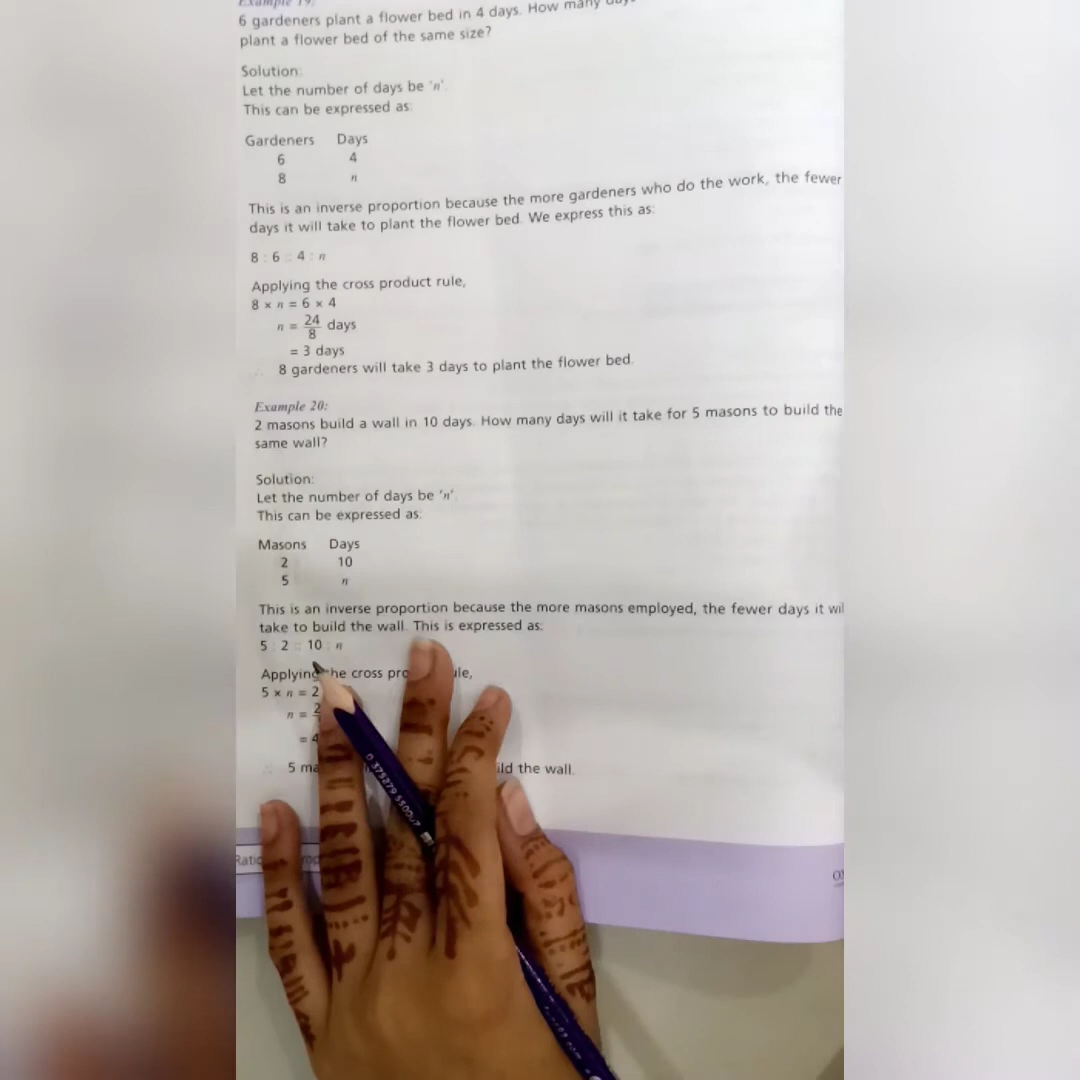 Example 19:
6 gardeners plant a flower bed in 4 days. How many
plant a flower bed of the same size?
Solution:
Let the number of days be 'n'.
This can be expressed as:
Gardeners Days
6 4
8 n
This is an inverse proportion because the more gardeners who do the work, the fewer
days it will take to plant the flower bed. We express this as:
8 : 6 :: 4 : n
Applying the cross product rule,
8 × n = 6 × 4
n = 24/8 days
= 3 days
∴ 8 gardeners will take 3 days to plant the flower bed.
Example 20:
2 masons build a wall in 10 days. How many days will it take for 5 masons to build the
same wall?
Solution:
Let the number of days be 'n'.
This can be expressed as:
Masons Days
2 10
5 n
This is an inverse proportion because the more masons employed, the fewer days it
take to build the wall. This is expressed as:
5 : 2 :: 10 : n
Applying the cross
5 × n = 2
n =
= 4
∴ 5 the wall.